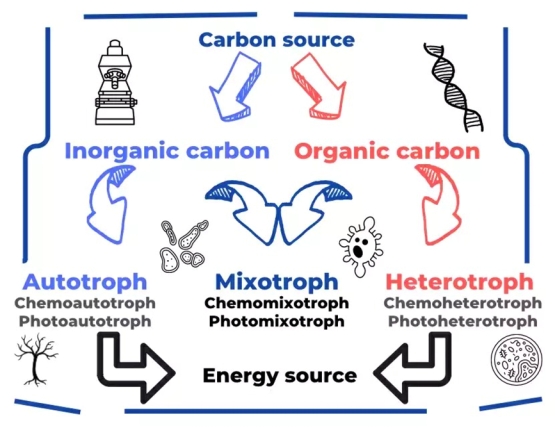 Carbon source
Inorganic carbon
Organic carbon
Autotroph
Chemoautotroph
Photoautotroph
Mixotroph
Chemomixotroph
Photomixotroph
Heterotroph
Chemoheterotroph
Photoheterotroph
Energy source